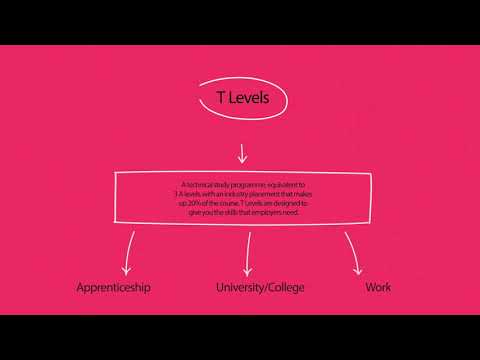 T Levels
A technical study programme, equivalent to
3 A levels, with an industry placement that makes
up 20% of the course. T Levels are designed to
give you the skills that employers need.
Apprenticeship
University/College
Work